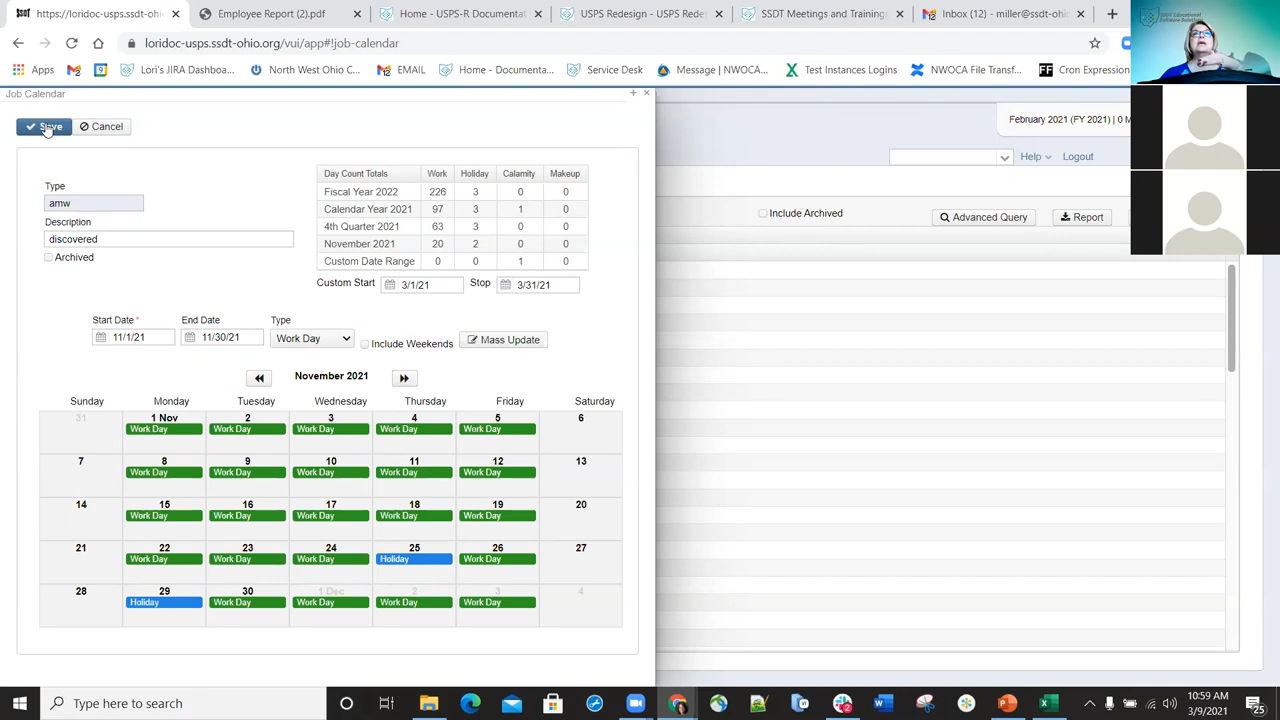 https://loridoc-usps.ssdt-ohio.org/
Employee Report (2).pdf
Home - USPS-R Documentat
USPS Redesign - USPS Rede
SSDT Meetings and Trainings
Inbox (12) - miller@ssdt-ohio
loridoc-usps.ssdt-ohio.org/vui/app#!job-calendar
Apps
Lori's JIRA Dashboa...
North West Ohio C...
EMAIL
Home - Documenta...
Service Desk
Message | NWOCA...
Test Instances Logins
NWOCA File Transf...
Cron Expression
Job Calendar
February 2021 (FY 2021) | 0 M
Save Cancel
Help Logout
Type
amw
Description
discovered
Archived
Day Count Totals Work Holiday Calamity Makeup
Fiscal Year 2022 226 3 0 0
Calendar Year 2021 97 3 1 0
4th Quarter 2021 63 3 0 0
November 2021 20 2 0 0
Custom Date Range 0 0 1 0
Custom Start 3/1/21 Stop 3/31/21
Include Archived
Advanced Query
Report
Start Date * End Date Type
11/1/21 11/30/21 Work Day Include Weekends Mass Update
November 2021
Sunday Monday Tuesday Wednesday Thursday Friday Saturday
31 1 Nov 2 3 4 5 6
Work Day Work Day Work Day Work Day Work Day
7 8 9 10 11 12 13
Work Day Work Day Work Day Work Day Work Day
14 15 16 17 18 19 20
Work Day Work Day Work Day Work Day Work Day
21 22 23 24 25 26 27
Work Day Work Day Work Day Holiday Work Day
28 29 30 1 Dec 2 3 4
Holiday Work Day Work Day Work Day Work Day
Type here to search
10:59 AM
3/9/2021
25